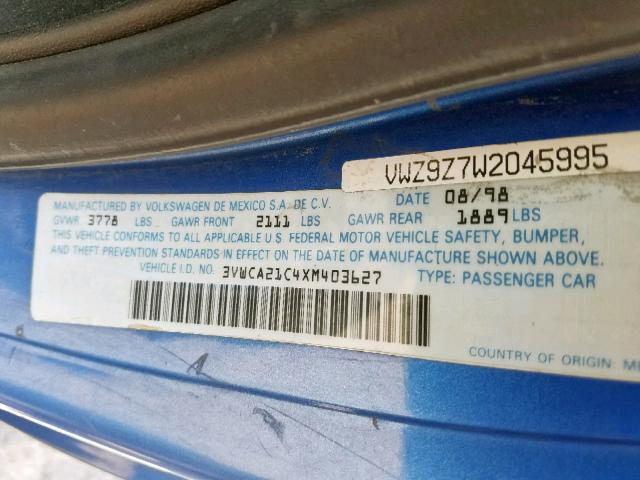 VWZ9Z7W2045995
MANUFACTURED BY VOLKSWAGEN DE MEXICO S.A. DE C.V. DATE 08/98
GVWR 3778 LBS GAWR FRONT 2111 LBS GAWR REAR 1889 LBS
THIS VEHICLE CONFORMS TO ALL APPLICABLE U.S. FEDERAL MOTOR VEHICLE SAFETY, BUMPER,
AND THEFT PREVENTION STANDARDS IN EFFECT ON THE DATE OF MANUFACTURE SHOWN ABOVE.
VEHICLE I.D. NO. 3VWCA21C4XM403627 TYPE: PASSENGER CAR
COUNTRY OF ORIGIN